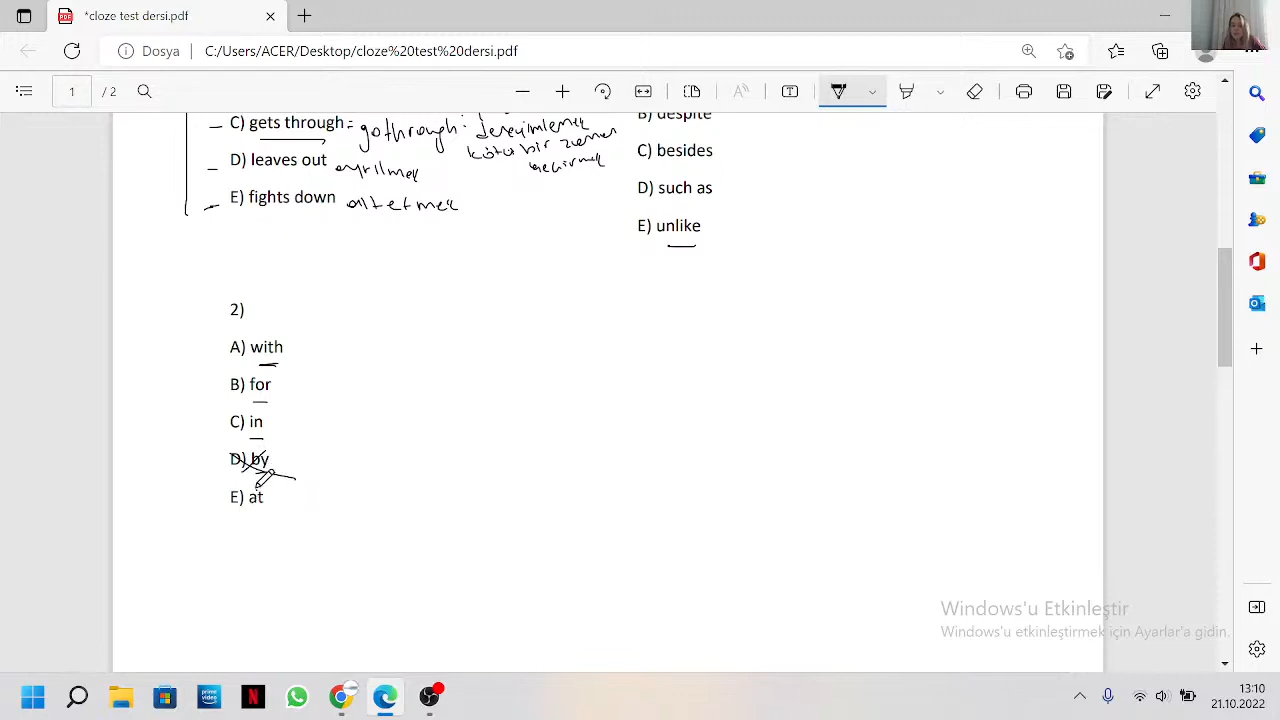 *cloze test dersi.pdf
Dosya C:/Users/ACER/Desktop/cloze%20test%20dersi.pdf
1 / 2
C) gets through = go through: deneyimlemek
kötü bir zaman
geçirmek
D) leaves out ayrılmak
E) fights down alt etmek
B) despite
C) besides
D) such as
E) unlike
2)
A) with
B) for
C) in
D) by
E) at
Windows'u Etkinleştir
Windows'u etkinleştirmek için Ayarlar'a gidin.
prime video
N
13:10
21.10.2022